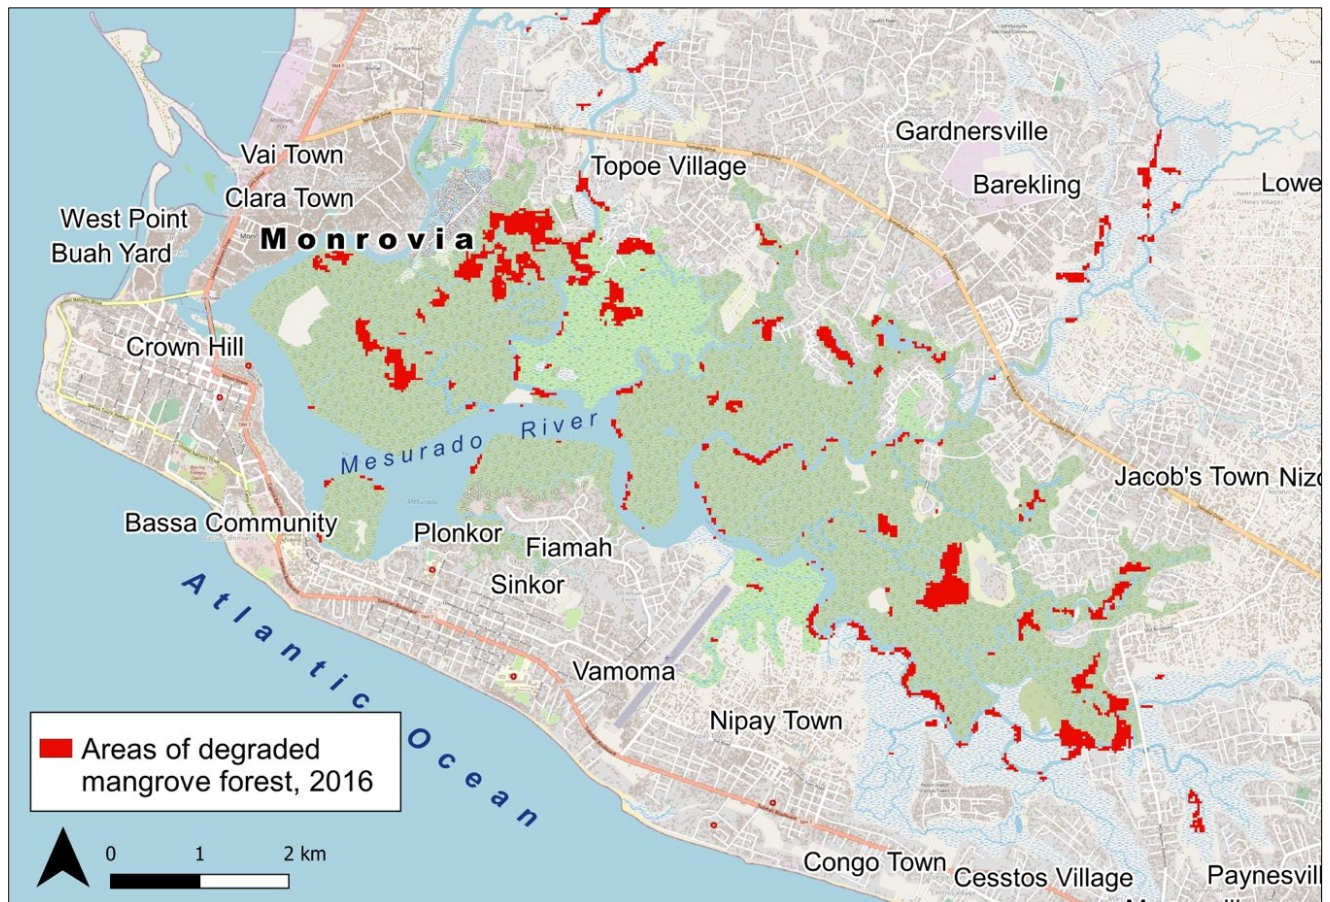 Gardnersville
Vai Town
Topoe Village
Barekling
Lowe
Clara Town
West Point
Monrovia
Buah Yard
Crown Hill
Mesurado River
Jacob's Town Nizo
Bassa Community
Plonkor
Fiamah
Sinkor
Atlantic Ocean
Vamoma
Nipay Town
Areas of degraded
mangrove forest, 2016
0 1 2 km
Congo Town
Cesstos Village
Paynesvill